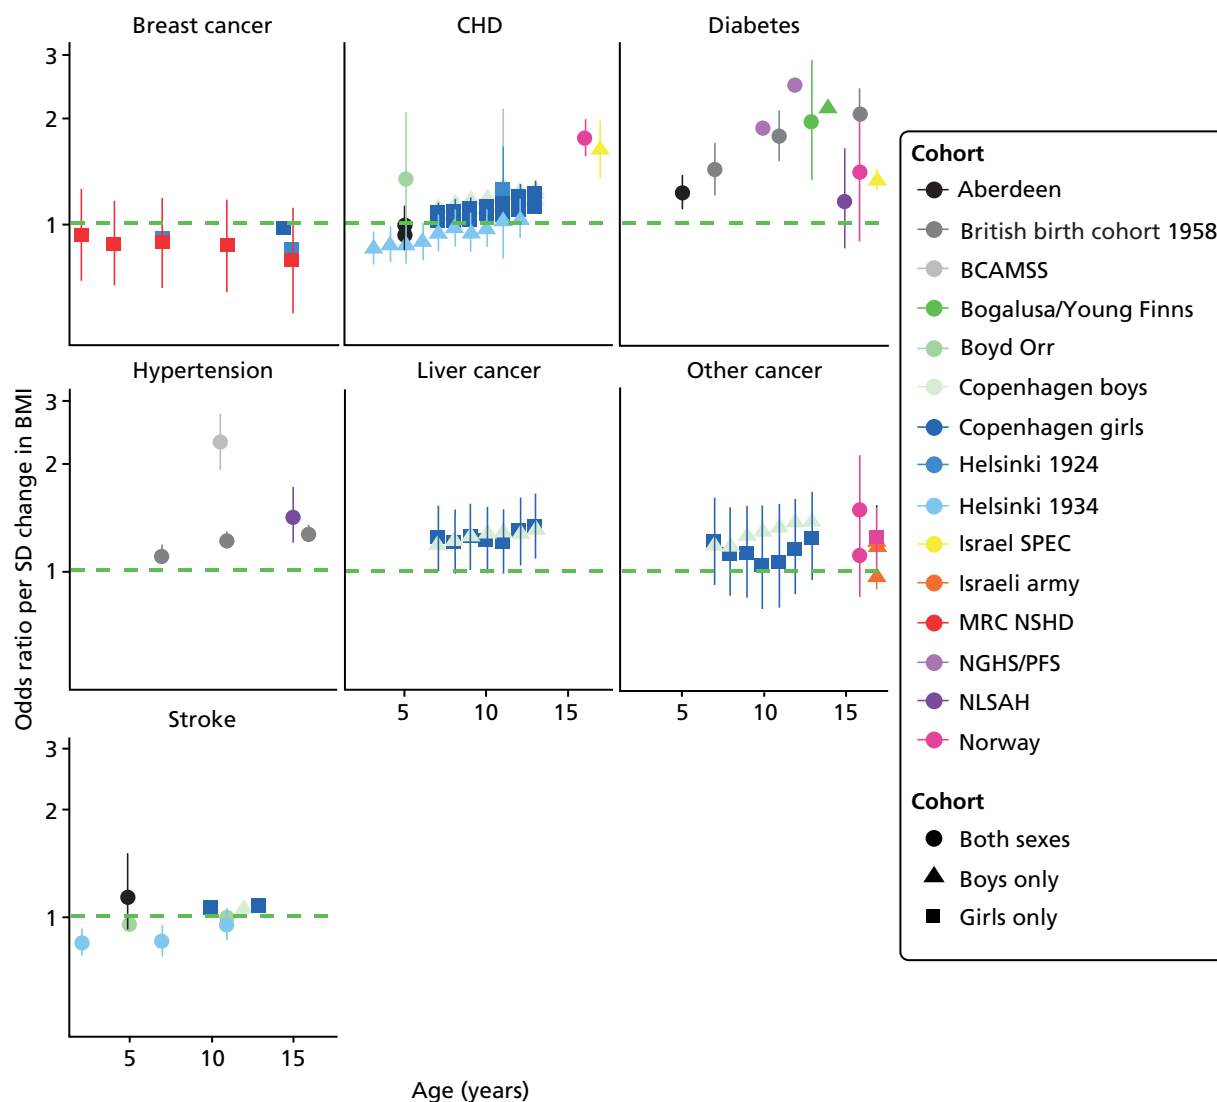 Breast cancer
CHD
Diabetes
3
2
1
Hypertension
Liver cancer
Other cancer
3
2
1
5
10
15
5
10
15
Stroke
3
2
1
5
10
15
Odds ratio per SD change in BMI
Age (years)
Cohort
Aberdeen
British birth cohort 1958
BCAMSS
Bogalusa/Young Finns
Boyd Orr
Copenhagen boys
Copenhagen girls
Helsinki 1924
Helsinki 1934
Israel SPEC
Israeli army
MRC NSHD
NGHS/PFS
NLSAH
Norway
Cohort
Both sexes
Boys only
Girls only